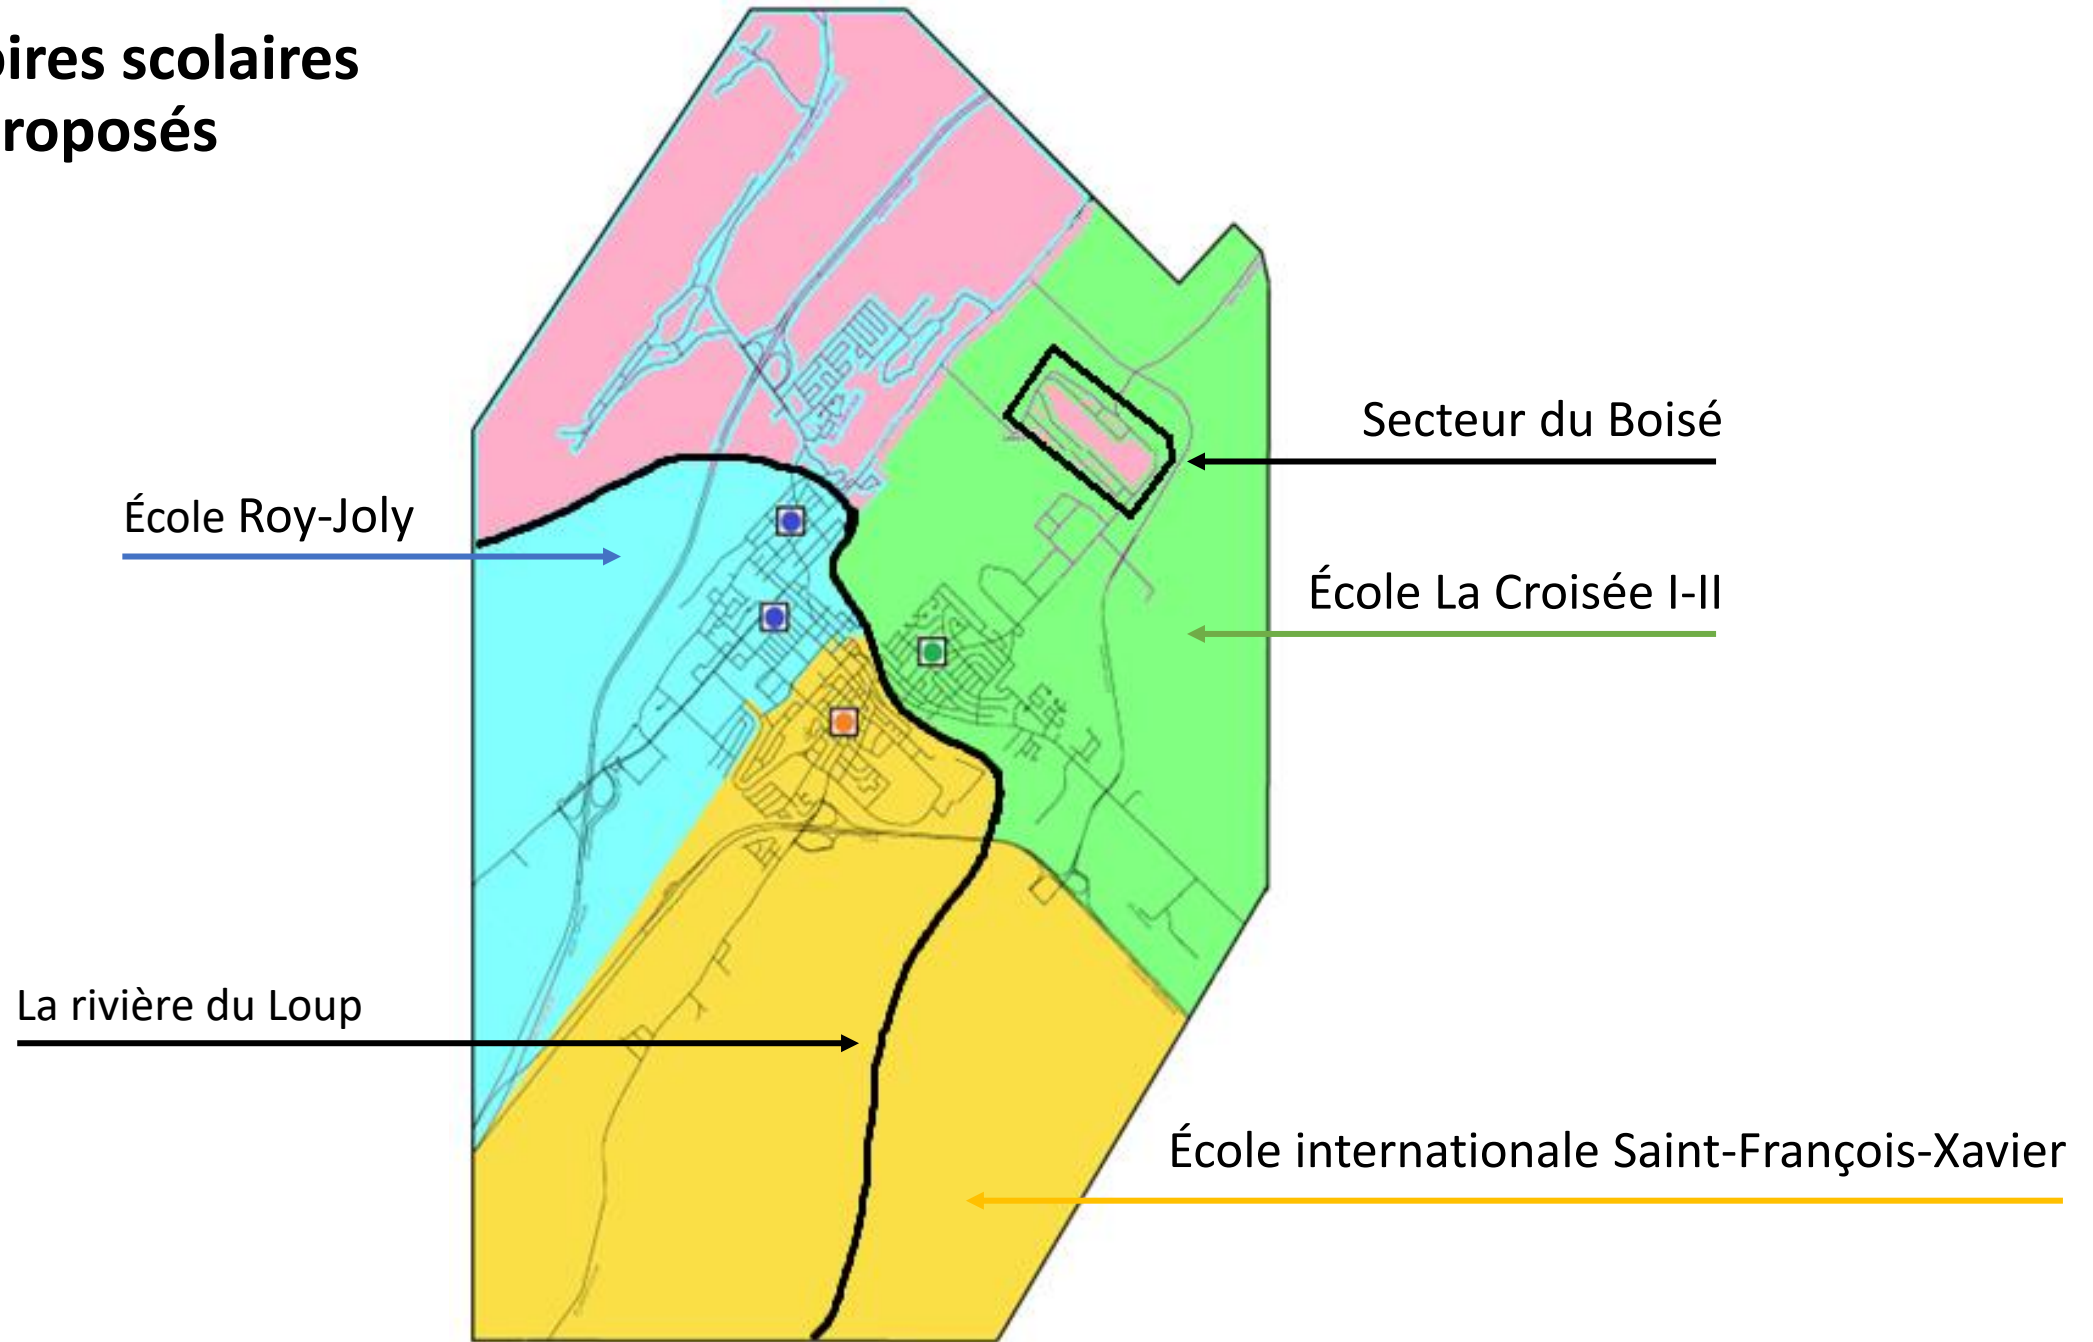 oires scolaires
roposés
Secteur du Boisé
École Roy-Joly
École La Croisée I-II
La rivière du Loup
École internationale Saint-François-Xavier